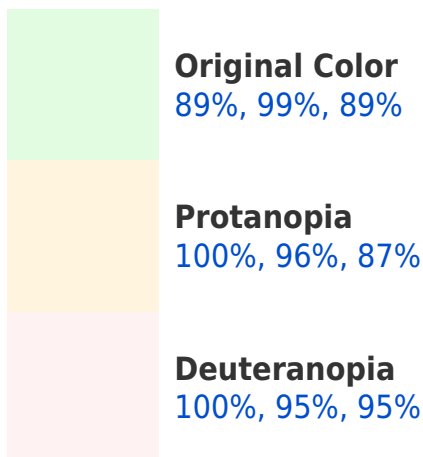 Original Color
89%, 99%, 89%
Protanopia
100%, 96%, 87%
Deuteranopia
100%, 95%, 95%